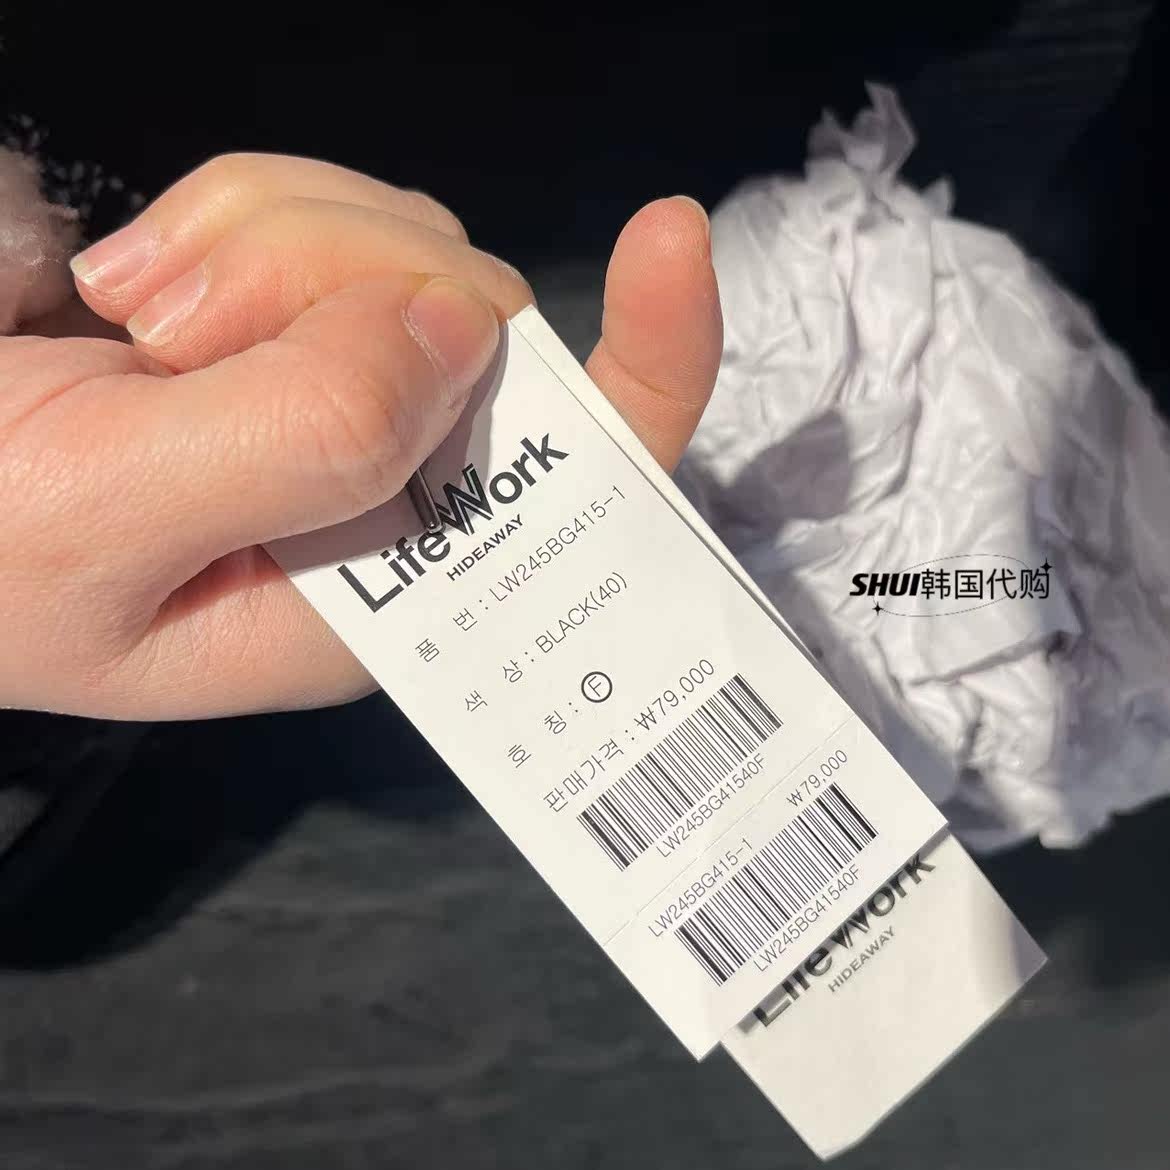 LifeWork
HIDEAWAY
품 번 : LW245BG415-1
색 상 : BLACK(40)
호 칭 : Ⓕ
판매가격 : ₩79,000
LW245BG41540F
LW245BG415-1 ₩79,000
LW245BG41540F
LifeWork
HIDEAWAY
SHUI韩国代购